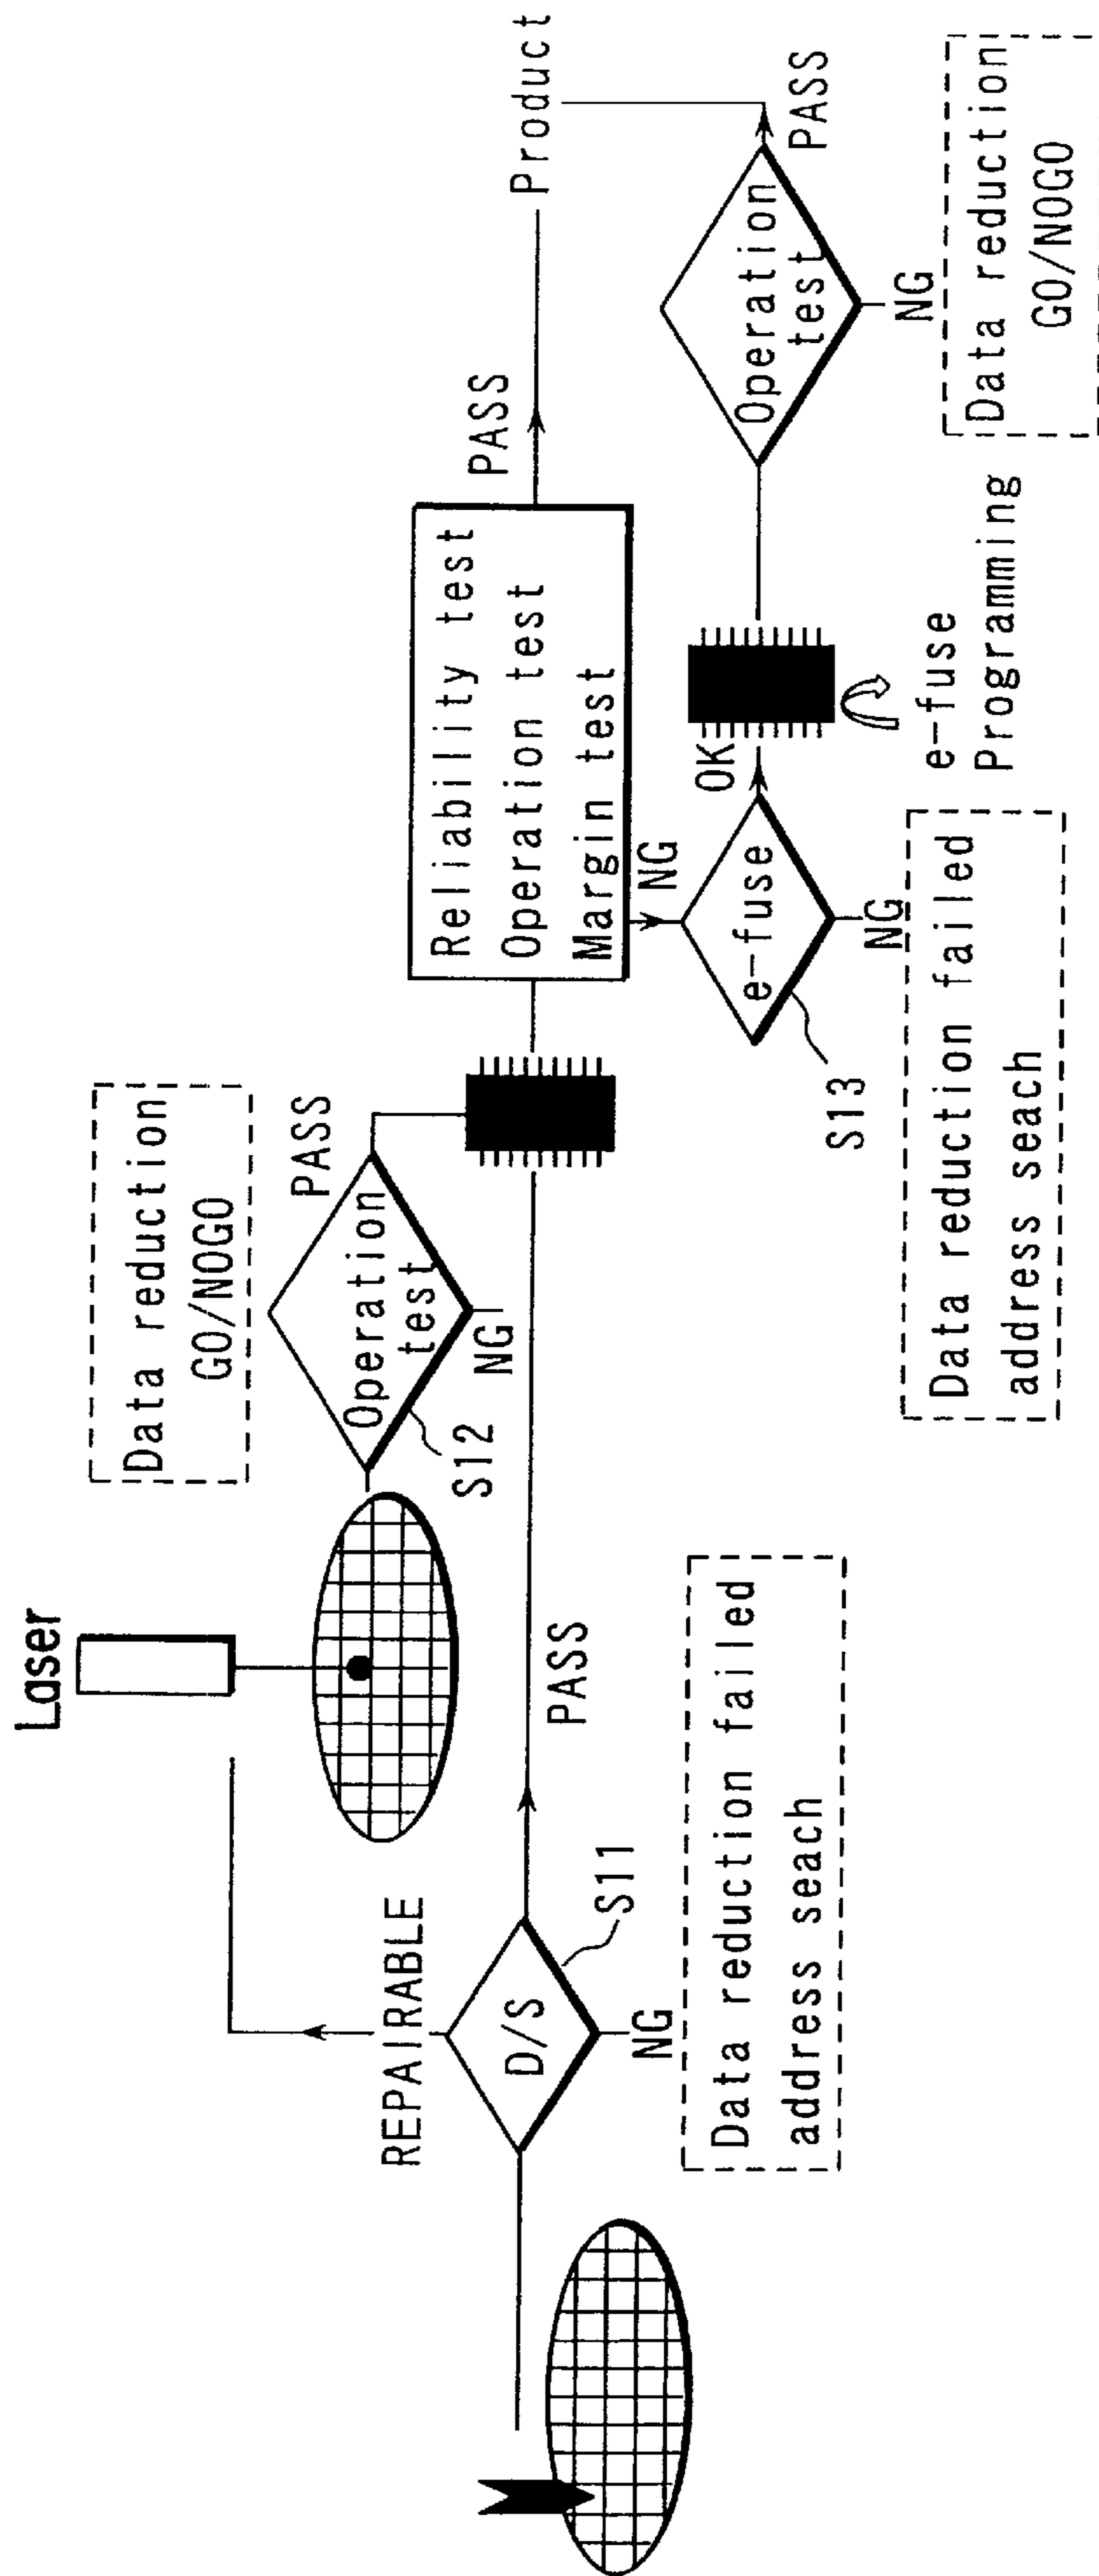 Laser
REPAIRABLE
D/S
S11
NG
PASS
Data reduction failed
address seach
Data reduction
GO/NOGO
Operation
test
S12
NG
PASS
Reliability test
Operation test
Margin test
PASS
Product
NG
e-fuse
S13
NG
OK
Data reduction failed
address seach
e-fuse
Programming
Operation
test
NG
PASS
Data reduction
GO/NOGO